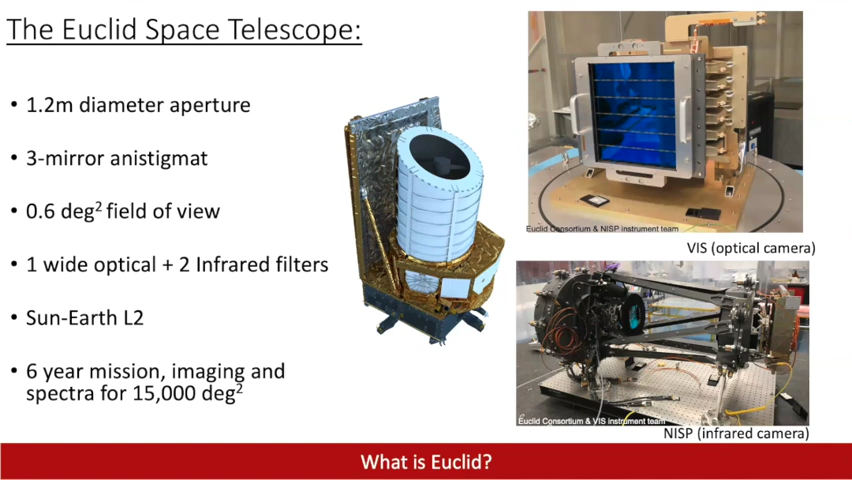 The Euclid Space Telescope:
• 1.2m diameter aperture
• 3-mirror anistigmat
• 0.6 deg² field of view
• 1 wide optical + 2 Infrared filters
• Sun-Earth L2
• 6 year mission, imaging and
spectra for 15,000 deg²
Euclid Consortium & NISP instrument team
VIS (optical camera)
Euclid Consortium & VIS instrument team
NISP (infrared camera)
What is Euclid?